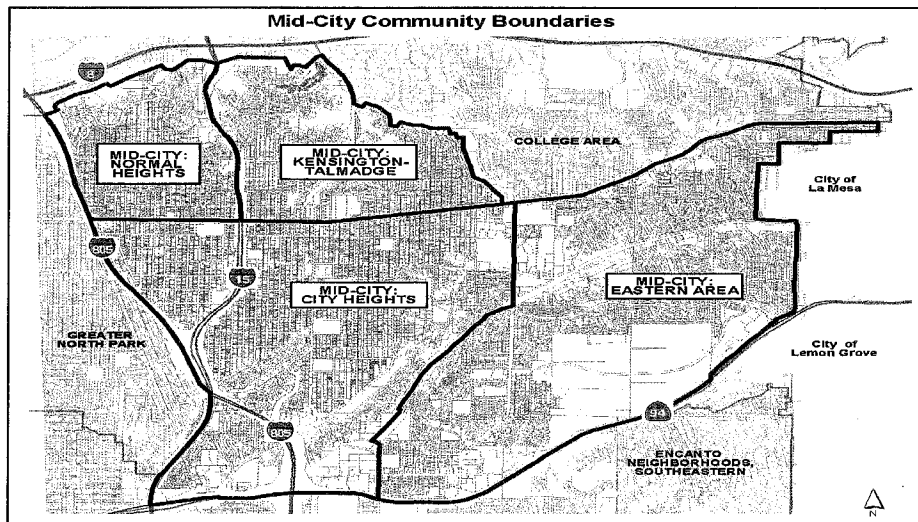 Mid-City Community Boundaries
8
COLLEGE AREA
MID-CITY:
NORMAL
HEIGHTS
MID-CITY:
KENSINGTON-
TALMADGE
City of
La Mesa
805
15
MID-CITY:
CITY HEIGHTS
MID-CITY:
EASTERN AREA
GREATER
NORTH PARK
City of
Lemon Grove
94
805
ENCANTO
NEIGHBORHOODS,
SOUTHEASTERN
N